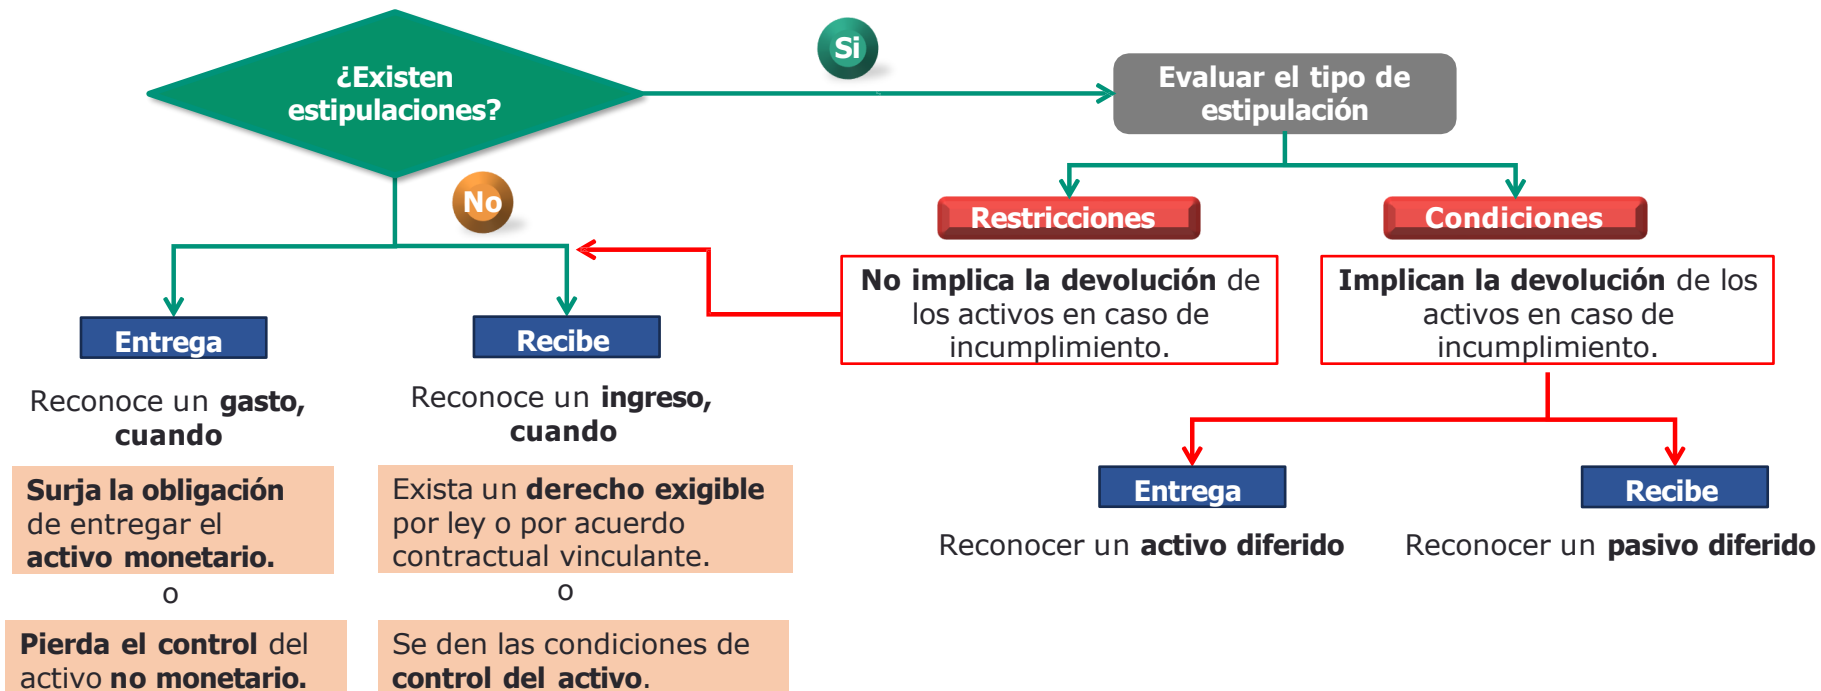 ¿Existen
estipulaciones?
Si
Evaluar el tipo de
estipulación
No
Restricciones
Condiciones
No implica la devolución de
los activos en caso de
incumplimiento.
Implican la devolución de los
activos en caso de
incumplimiento.
Entrega
Recibe
Reconoce un gasto,
cuando
Reconoce un ingreso,
cuando
Surja la obligación
de entregar el
activo monetario.
o
Pierda el control del
activo no monetario.
Exista un derecho exigible
por ley o por acuerdo
contractual vinculante.
o
Se den las condiciones de
control del activo.
Entrega
Recibe
Reconocer un activo diferido
Reconocer un pasivo diferido